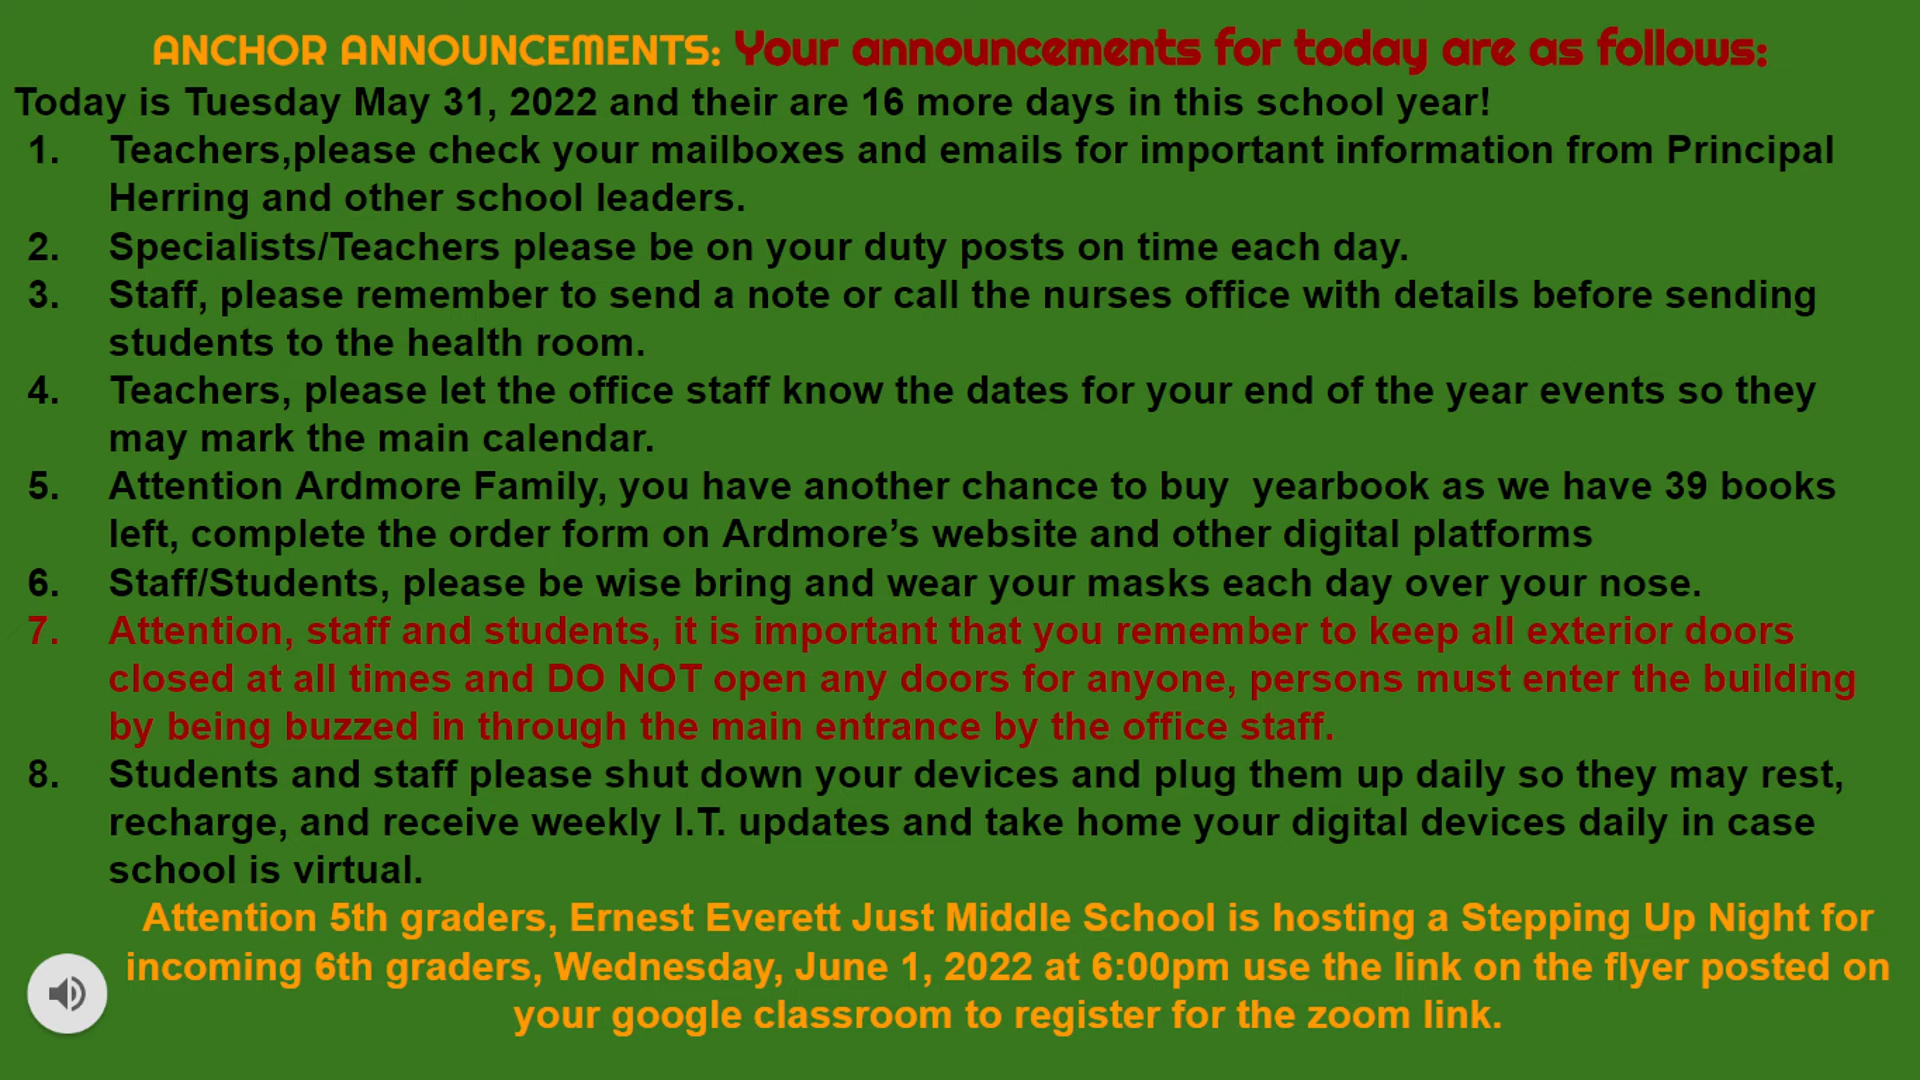 ANCHOR ANNOUNCEMENTS: Your announcements for today are as follows:
Today is Tuesday May 31, 2022 and their are 16 more days in this school year!
1. Teachers,please check your mailboxes and emails for important information from Principal
Herring and other school leaders.
2. Specialists/Teachers please be on your duty posts on time each day.
3. Staff, please remember to send a note or call the nurses office with details before sending
students to the health room.
4. Teachers, please let the office staff know the dates for your end of the year events so they
may mark the main calendar.
5. Attention Ardmore Family, you have another chance to buy  yearbook as we have 39 books
left, complete the order form on Ardmore’s website and other digital platforms
6. Staff/Students, please be wise bring and wear your masks each day over your nose.
7. Attention, staff and students, it is important that you remember to keep all exterior doors
closed at all times and DO NOT open any doors for anyone, persons must enter the building
by being buzzed in through the main entrance by the office staff.
8. Students and staff please shut down your devices and plug them up daily so they may rest,
recharge, and receive weekly I.T. updates and take home your digital devices daily in case
school is virtual.
Attention 5th graders, Ernest Everett Just Middle School is hosting a Stepping Up Night for
incoming 6th graders, Wednesday, June 1, 2022 at 6:00pm use the link on the flyer posted on
your google classroom to register for the zoom link.